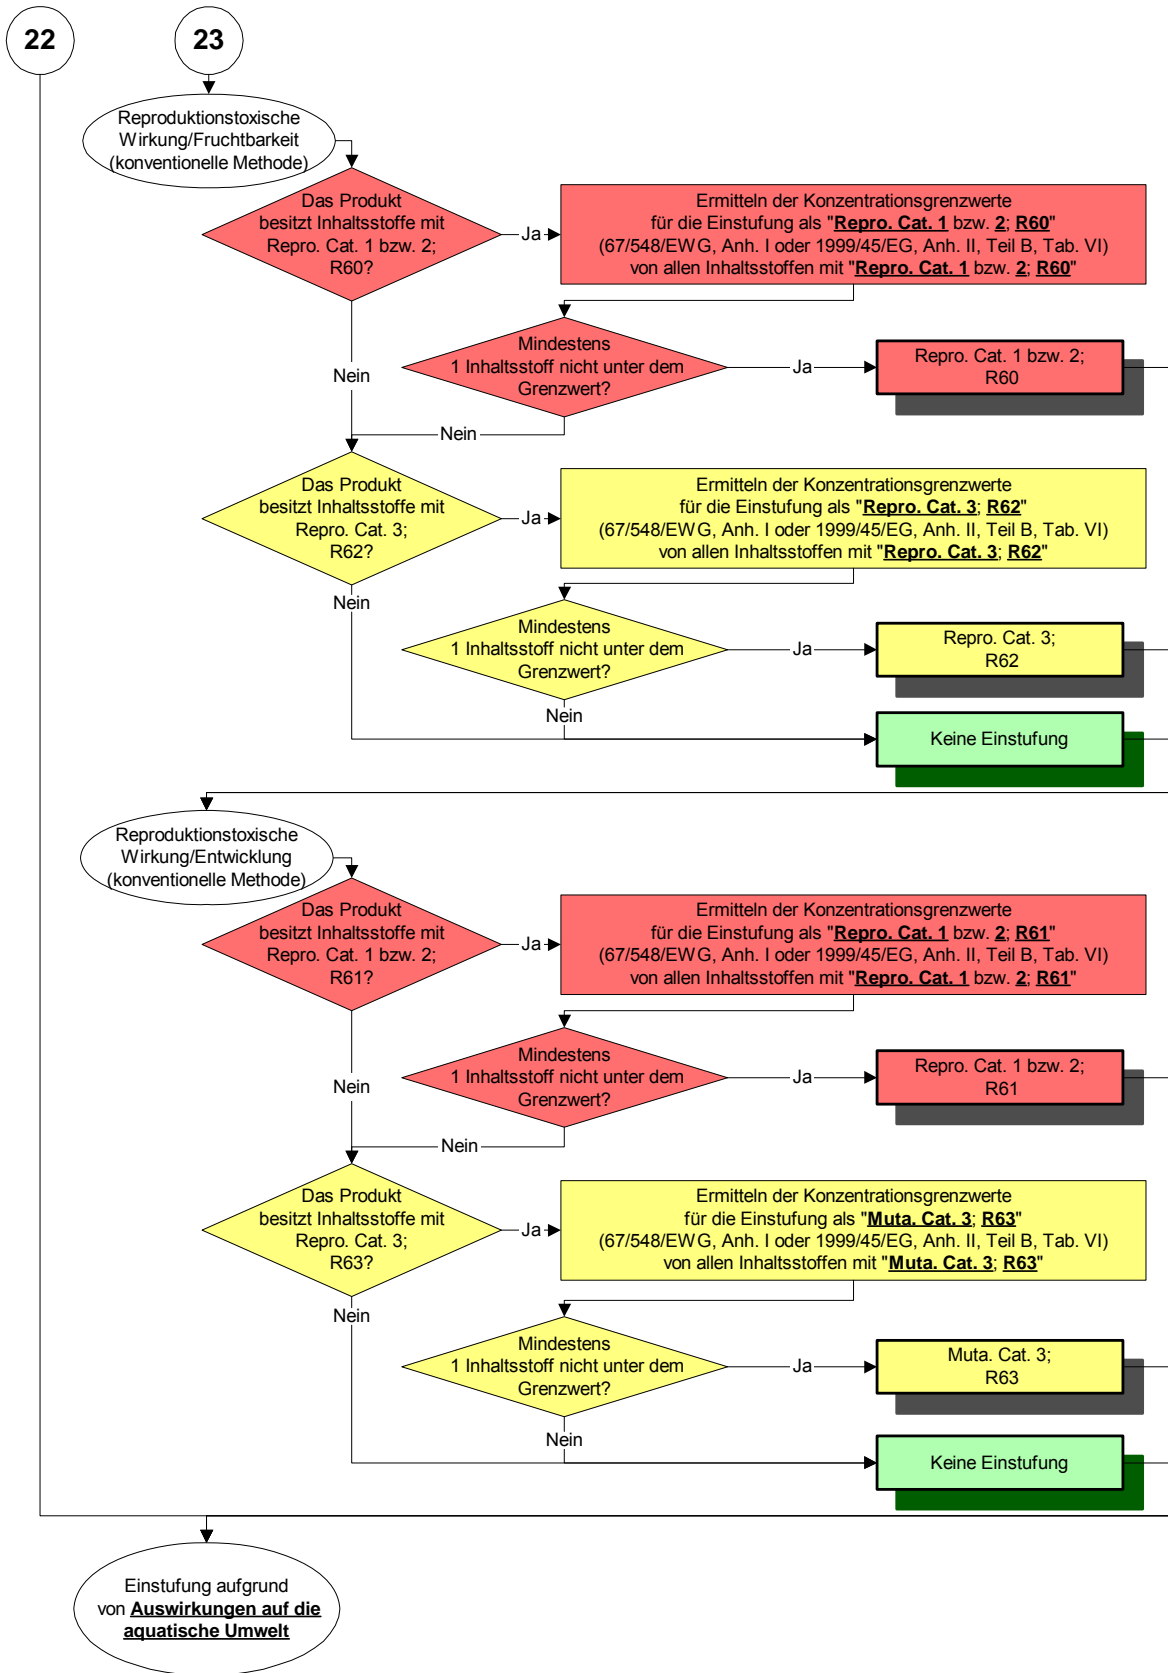 22
23
Reproduktionstoxische
Wirkung/Fruchtbarkeit
(konventionelle Methode)
Das Produkt
besitzt Inhaltsstoffe mit
Repro. Cat. 1 bzw. 2;
R60?
Ja
Ermitteln der Konzentrationsgrenzwerte
für die Einstufung als "Repro. Cat. 1 bzw. 2; R60"
(67/548/EWG, Anh. I oder 1999/45/EG, Anh. II, Teil B, Tab. VI)
von allen Inhaltsstoffen mit "Repro. Cat. 1 bzw. 2; R60"
Nein
Mindestens
1 Inhaltsstoff nicht unter dem
Grenzwert?
Ja
Repro. Cat. 1 bzw. 2;
R60
Nein
Das Produkt
besitzt Inhaltsstoffe mit
Repro. Cat. 3;
R62?
Ja
Ermitteln der Konzentrationsgrenzwerte
für die Einstufung als "Repro. Cat. 3; R62"
(67/548/EWG, Anh. I oder 1999/45/EG, Anh. II, Teil B, Tab. VI)
von allen Inhaltsstoffen mit "Repro. Cat. 3; R62"
Nein
Mindestens
1 Inhaltsstoff nicht unter dem
Grenzwert?
Ja
Repro. Cat. 3;
R62
Nein
Keine Einstufung
Reproduktionstoxische
Wirkung/Entwicklung
(konventionelle Methode)
Das Produkt
besitzt Inhaltsstoffe mit
Repro. Cat. 1 bzw. 2;
R61?
Ja
Ermitteln der Konzentrationsgrenzwerte
für die Einstufung als "Repro. Cat. 1 bzw. 2; R61"
(67/548/EWG, Anh. I oder 1999/45/EG, Anh. II, Teil B, Tab. VI)
von allen Inhaltsstoffen mit "Repro. Cat. 1 bzw. 2; R61"
Nein
Mindestens
1 Inhaltsstoff nicht unter dem
Grenzwert?
Ja
Repro. Cat. 1 bzw. 2;
R61
Nein
Das Produkt
besitzt Inhaltsstoffe mit
Repro. Cat. 3;
R63?
Ja
Ermitteln der Konzentrationsgrenzwerte
für die Einstufung als "Muta. Cat. 3; R63"
(67/548/EWG, Anh. I oder 1999/45/EG, Anh. II, Teil B, Tab. VI)
von allen Inhaltsstoffen mit "Muta. Cat. 3; R63"
Nein
Mindestens
1 Inhaltsstoff nicht unter dem
Grenzwert?
Ja
Muta. Cat. 3;
R63
Nein
Keine Einstufung
Einstufung aufgrund
von Auswirkungen auf die
aquatische Umwelt